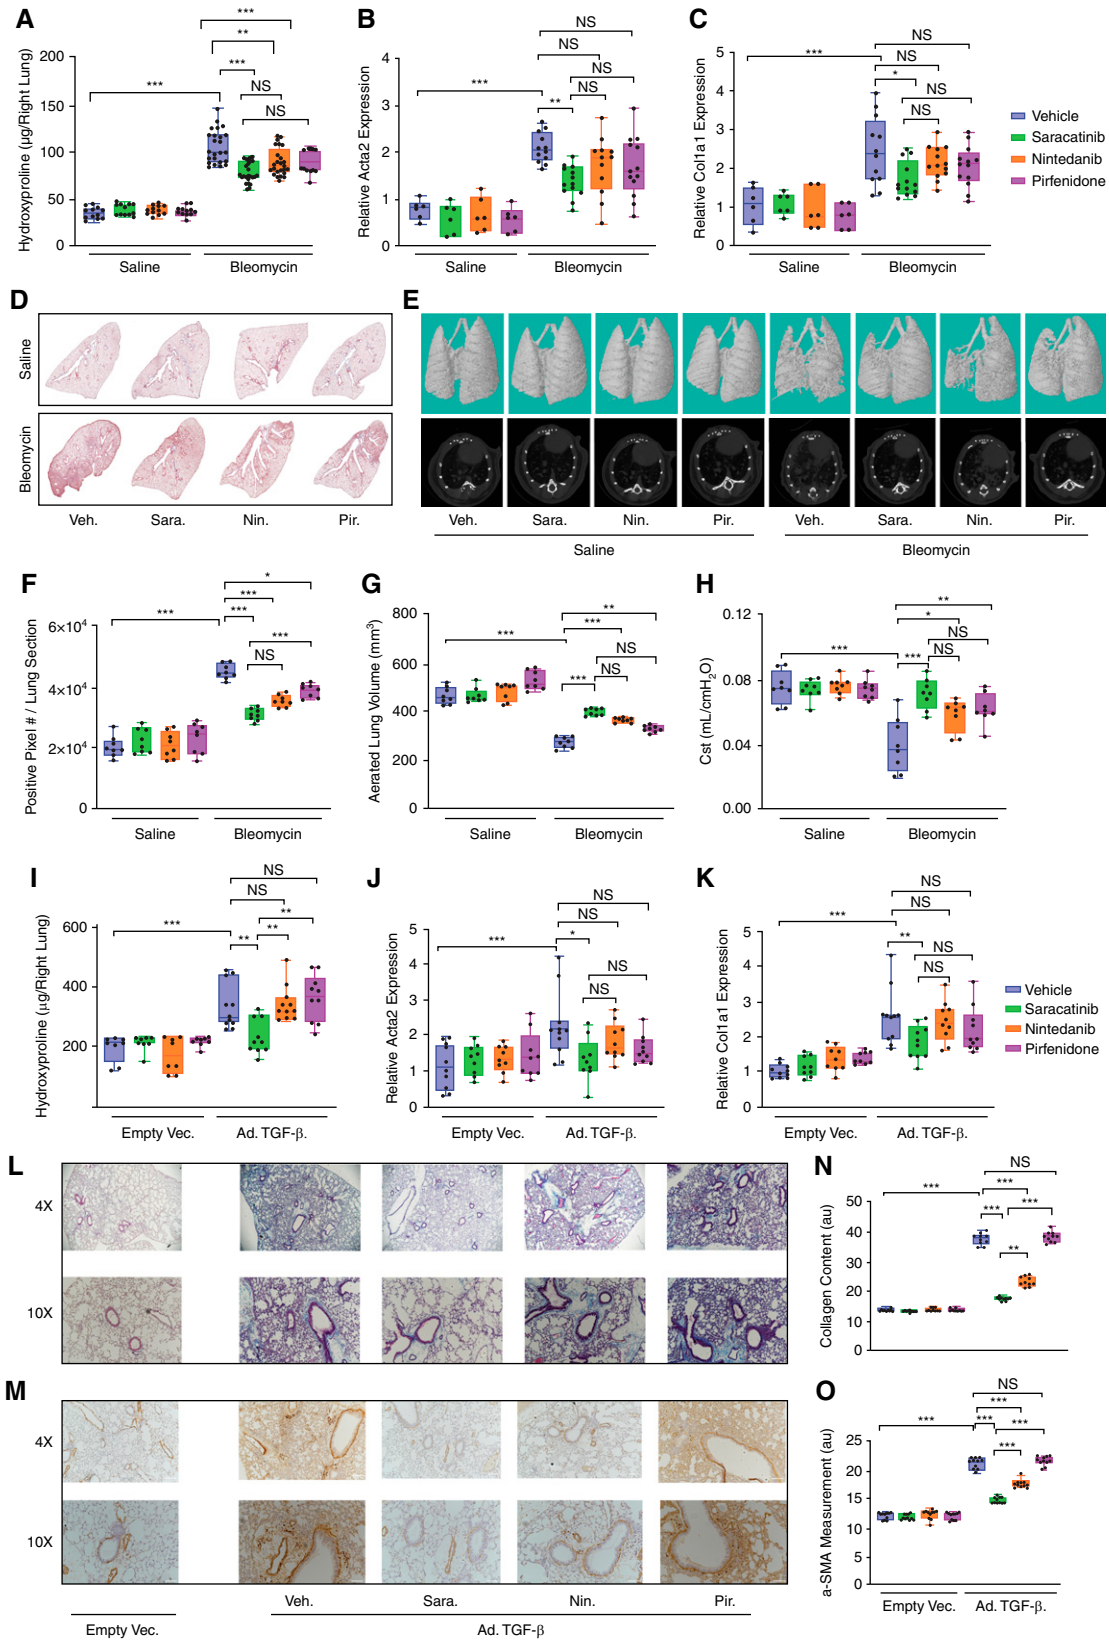 A
Hydroxyproline (µg/Right Lung)
200
150
100
50
0
***
***
**
***
NS
NS
Saline
Bleomycin
B
Relative Acta2 Expression
4
3
2
1
0
***
NS
NS
NS
**
NS
Saline
Bleomycin
C
Relative Col1a1 Expression
5
4
3
2
1
0
***
NS
NS
*
NS
NS
Saline
Bleomycin
Vehicle
Saracatinib
Nintedanib
Pirfenidone
D
Saline
Bleomycin
Veh.
Sara.
Nin.
Pir.
E
Veh.
Sara.
Nin.
Pir.
Veh.
Sara.
Nin.
Pir.
Saline
Bleomycin
F
Positive Pixel # / Lung Section
6×10⁴
4×10⁴
2×10⁴
0
***
*
***
***
***
NS
Saline
Bleomycin
G
Aerated Lung Volume (mm³)
800
600
400
200
0
***
**
***
NS
NS
***
Saline
Bleomycin
H
Cst (mL/cmH₂O)
0.12
0.08
0.04
0.00
***
**
*
NS
NS
***
Saline
Bleomycin
I
Hydroxyproline (µg/Right Lung)
600
400
200
***
NS
NS
**
**
**
Empty Vec.
Ad. TGF-β.
J
Relative Acta2 Expression
5
4
3
2
1
0
***
NS
NS
*
NS
NS
Empty Vec.
Ad. TGF-β.
K
Relative Col1a1 Expression
5
4
3
2
1
0
***
NS
NS
**
NS
NS
Empty Vec.
Ad. TGF-β.
Vehicle
Saracatinib
Nintedanib
Pirfenidone
L
4X
10X
M
4X
10X
Veh.
Sara.
Nin.
Pir.
Empty Vec.
Ad. TGF-β
N
Collagen Content (au)
50
40
30
20
10
0
***
NS
***
***
***
**
O
a-SMA Measurement (au)
25
20
15
10
5
0
***
NS
***
***
***
***
Empty Vec.
Ad. TGF-β.